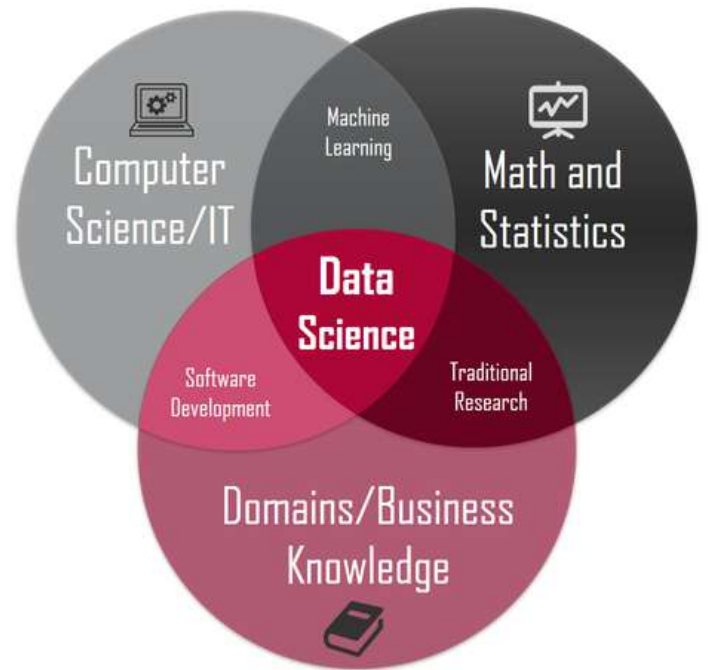 Machine
Learning
Computer
Science/IT
Math and
Statistics
Data
Science
Software
Development
Traditional
Research
Domains/Business
Knowledge